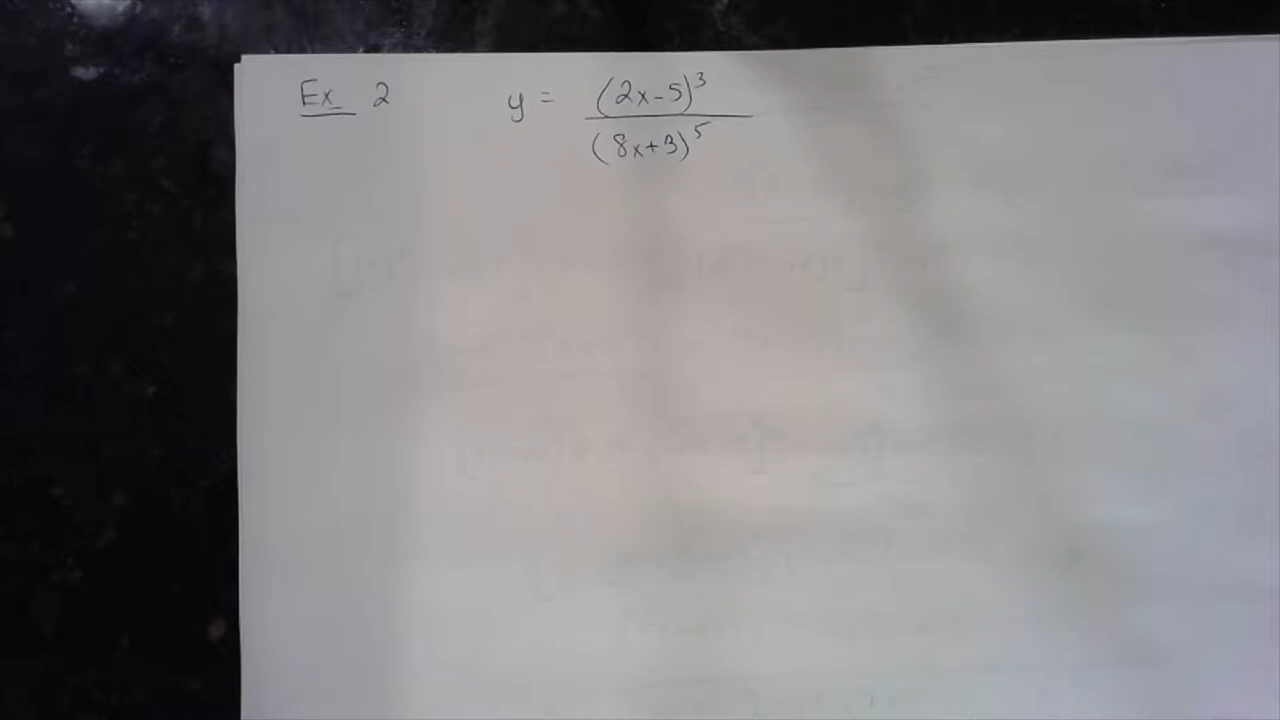 Ex 2 y = (2x-5)³
(8x+3)⁵